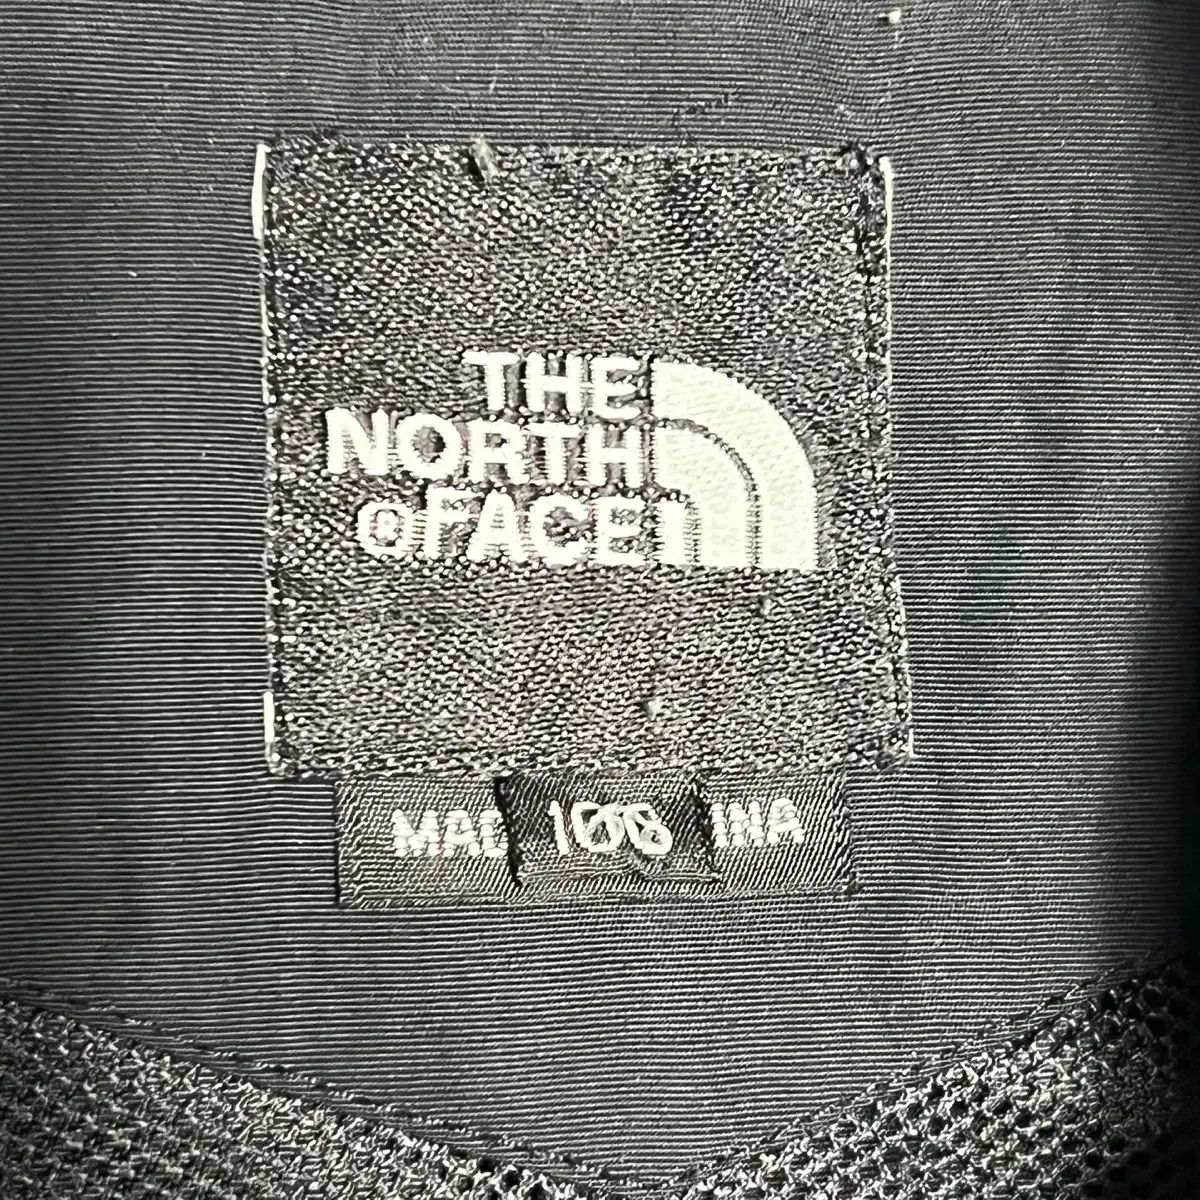 THE
NORTH
® FACE
MAD 100 INA